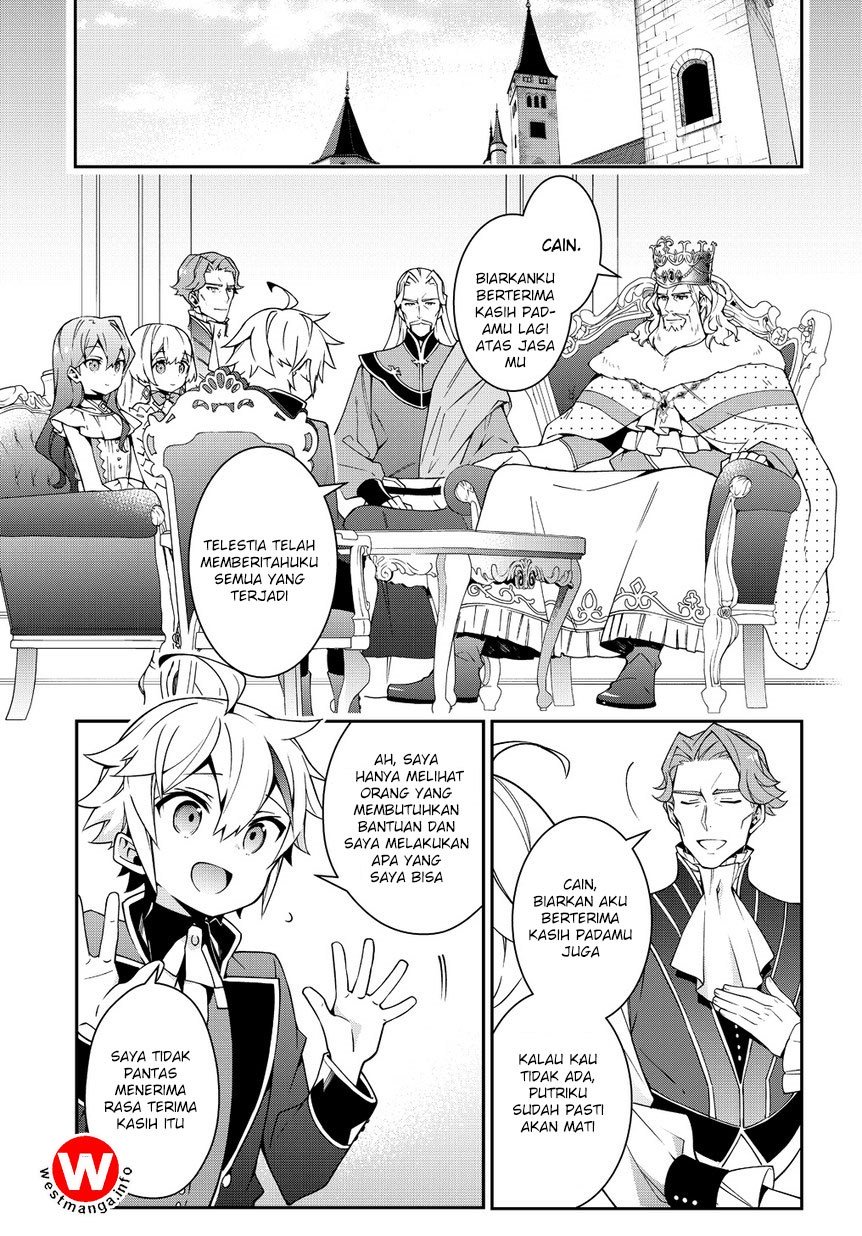 CAIN.
BIARKANKU
BERTERIMA
KASIH PAD-
AMU LAGI
ATAS JASA
MU
TELESTIA TELAH
MEMBERITAHUKU
SEMUA YANG
TERJADI
CAIN,
BIARKAN AKU
BERTERIMA
KASIH PADAMU
JUGA
KALAU KAU
TIDAK ADA,
PUTRIKU
SUDAH PASTI
AKAN MATI
AH, SAYA
HANYA MELIHAT
ORANG YANG
MEMBUTUHKAN
BANTUAN DAN
SAYA MELAKUKAN
APA YANG
SAYA BISA
SAYA TIDAK
PANTAS
MENERIMA
RASA TERIMA
KASIH ITU
W
westmanga.info